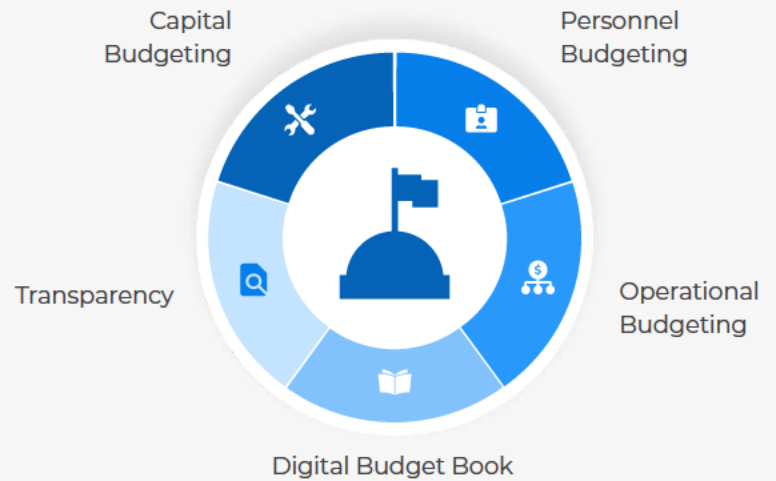 Capital
Budgeting
Personnel
Budgeting
Transparency
Operational
Budgeting
Digital Budget Book
$